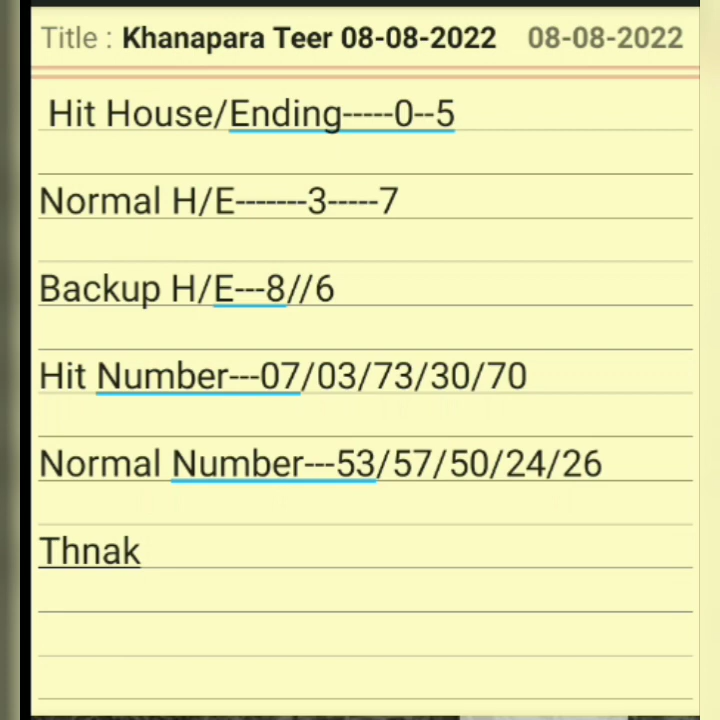 Title : Khanapara Teer 08-08-2022 08-08-2022
Hit House/Ending-----0--5
Normal H/E-------3-----7
Backup H/E---8//6
Hit Number---07/03/73/30/70
Normal Number---53/57/50/24/26
Thnak